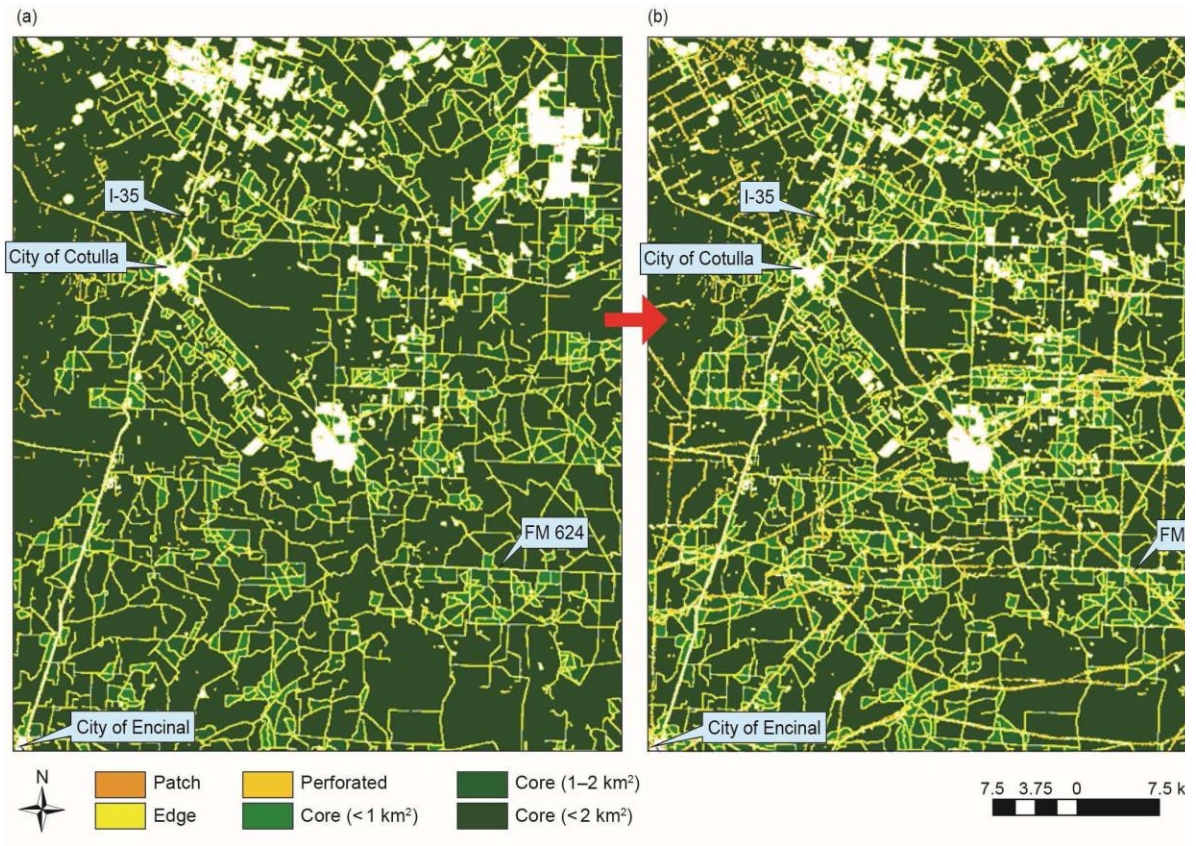 (a)
(b)
I-35
I-35
City of Cotulla
City of Cotulla
FM 624
FM
City of Encinal
City of Encinal
N
Patch
Perforated
Core (1–2 km²)
Edge
Core (<1 km²)
Core (<2 km²)
7.5 3.75 0 7.5 k